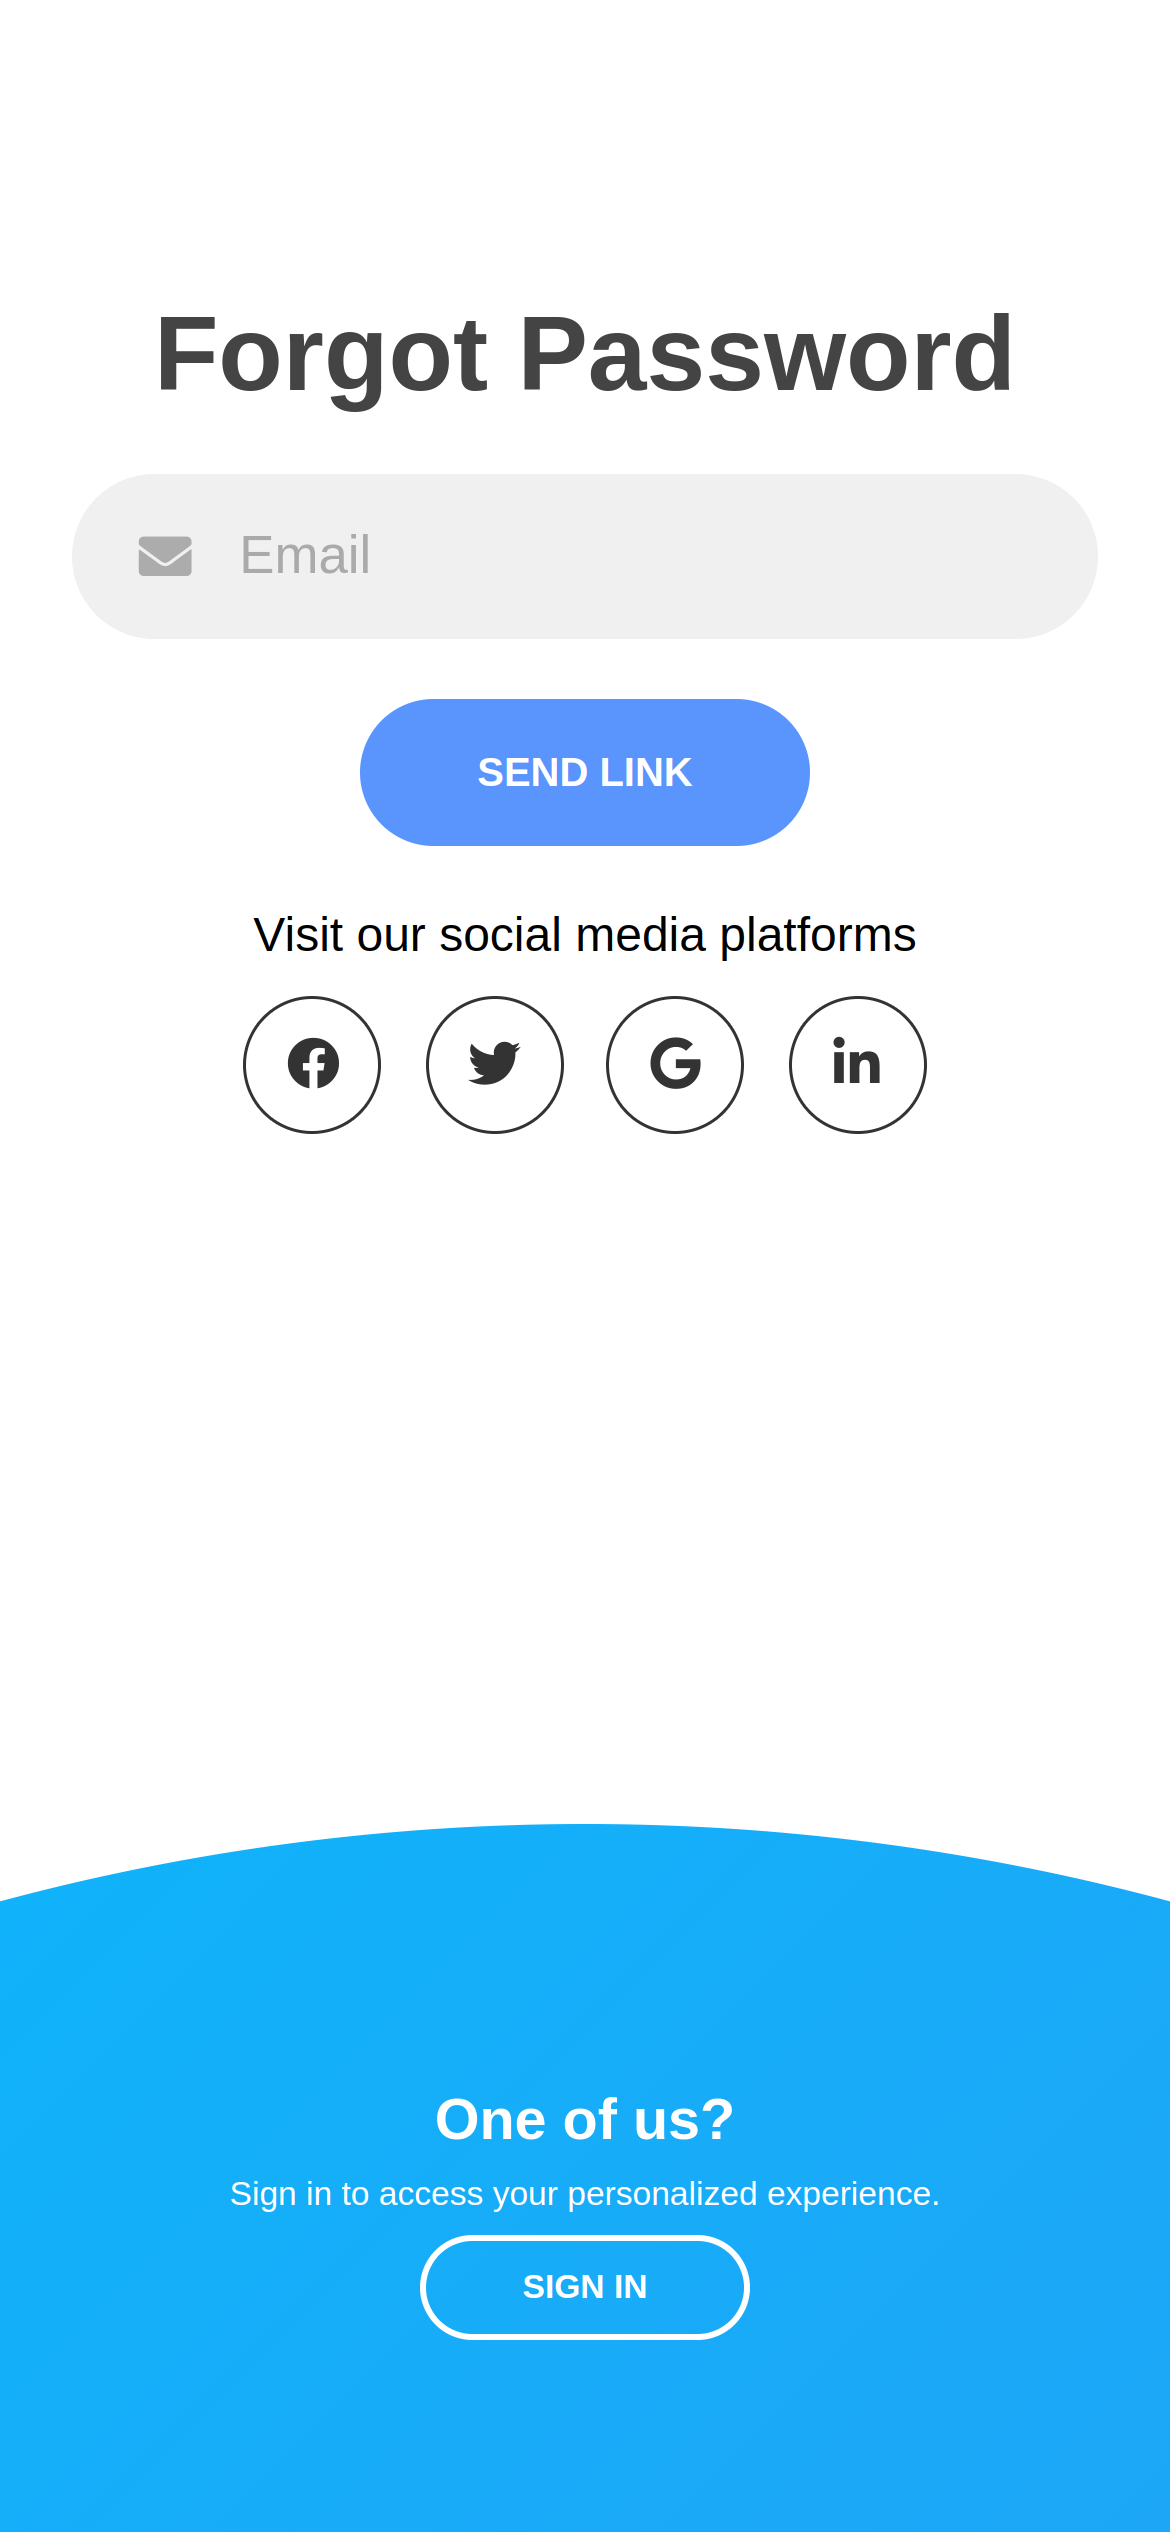 Forgot Password
Email
SEND LINK
Visit our social media platforms
One of us?
Sign in to access your personalized experience.
SIGN IN